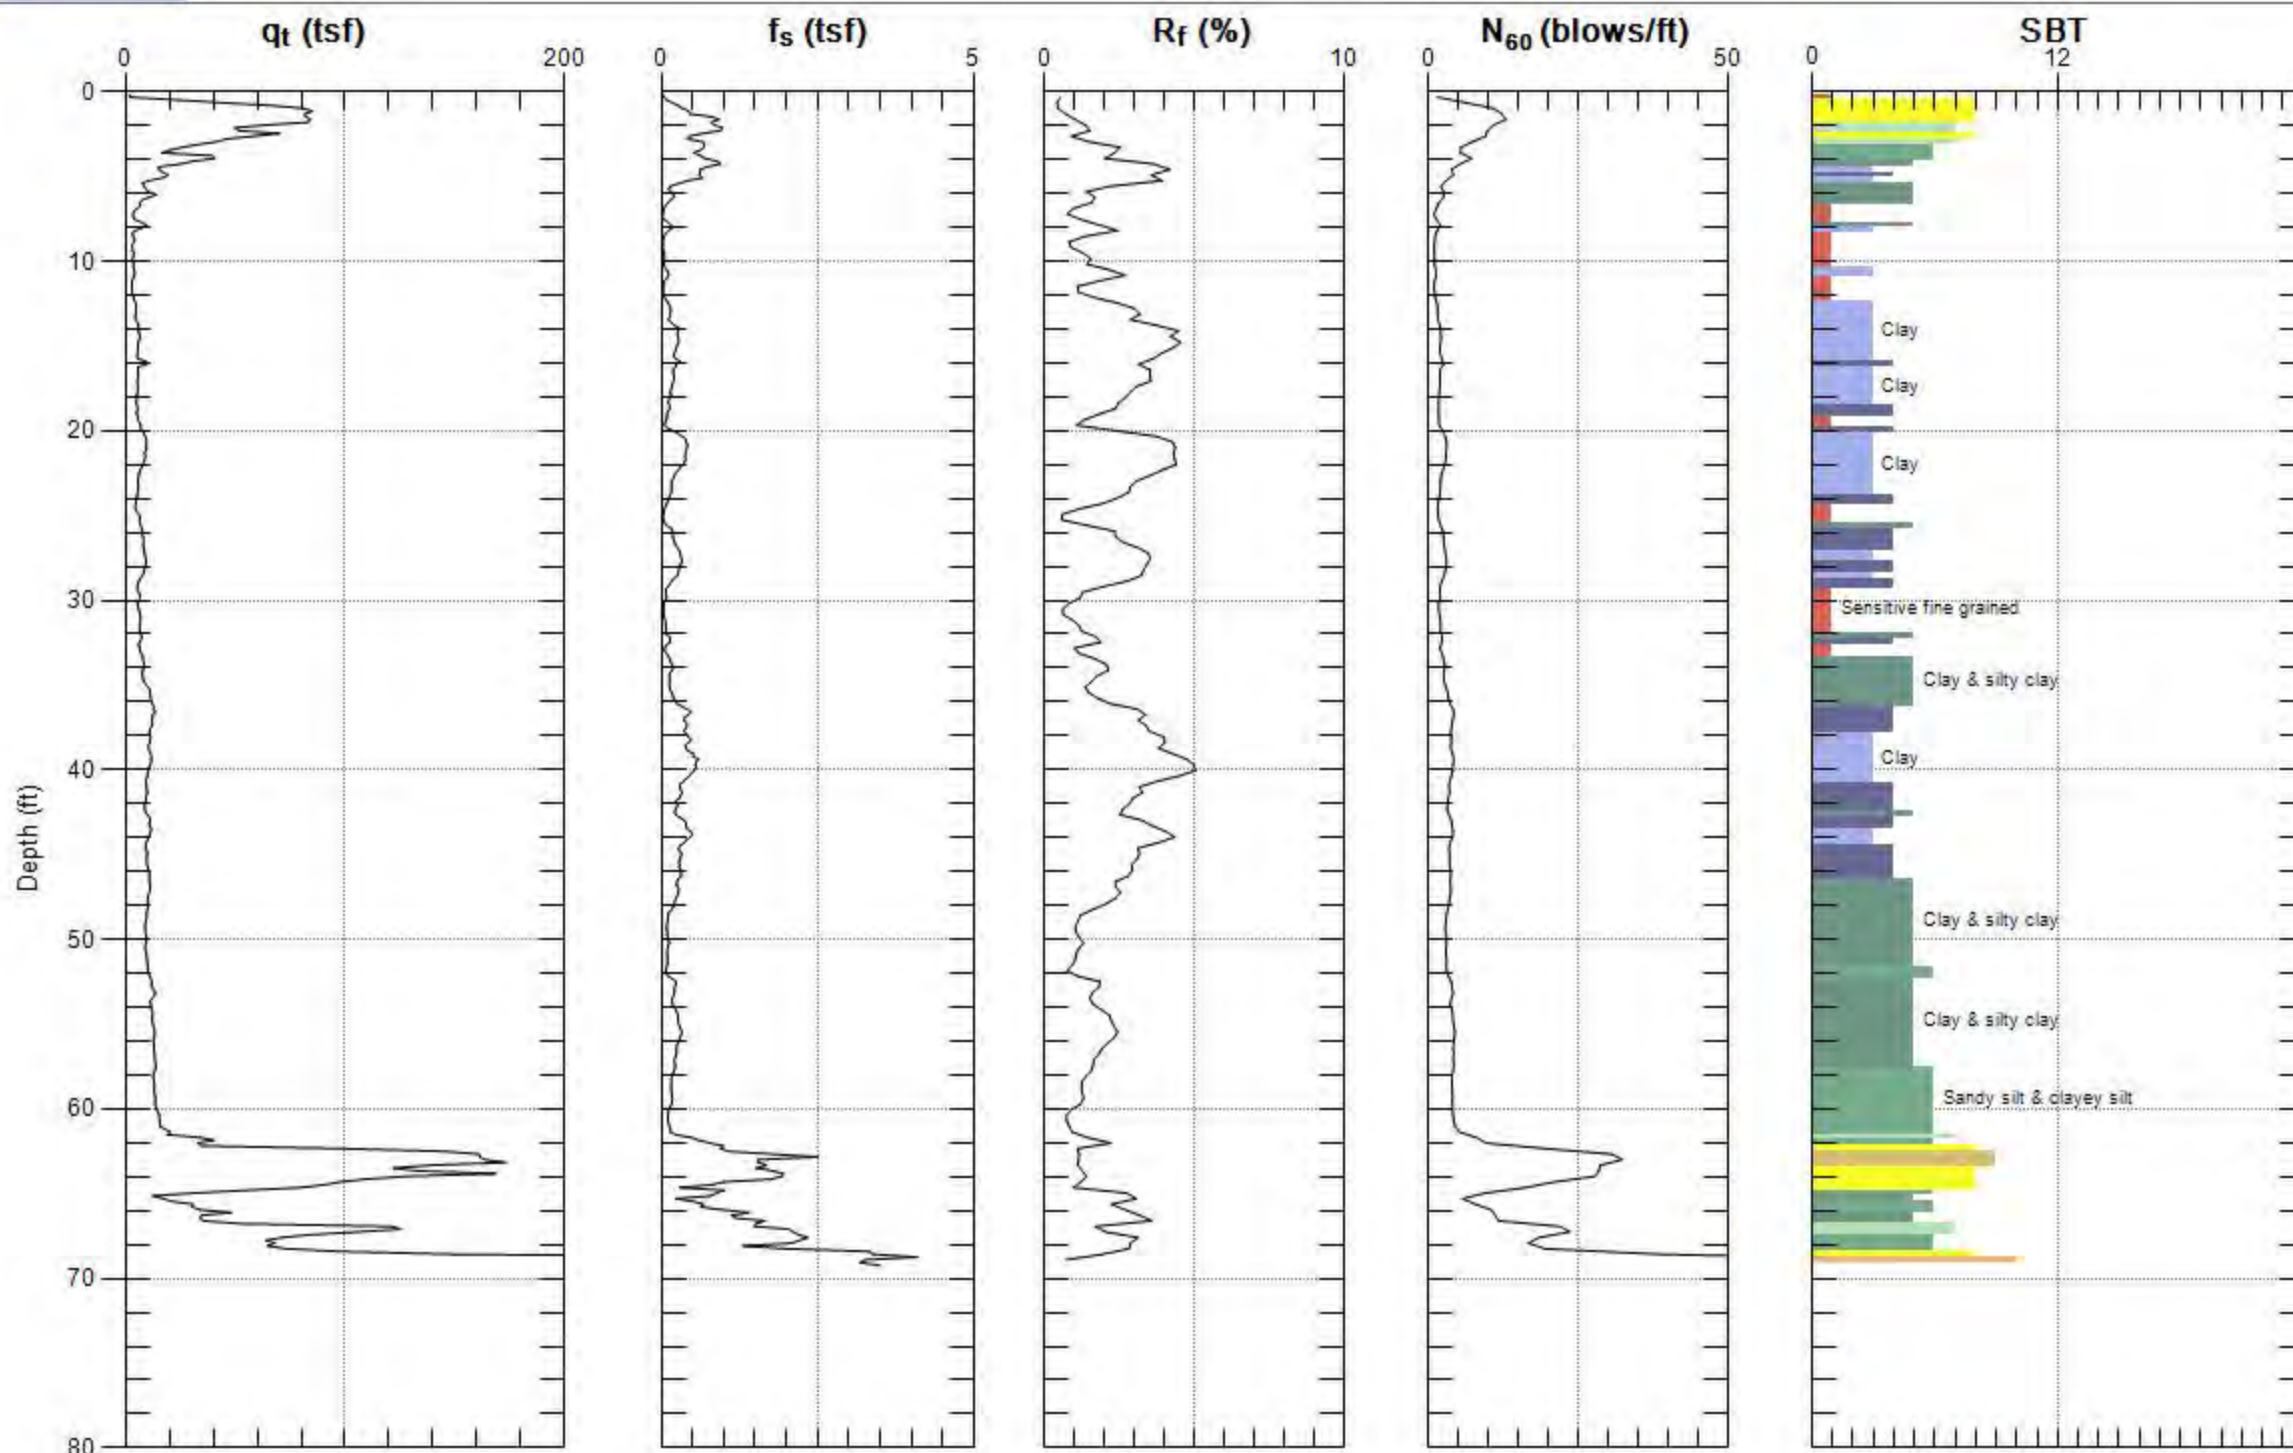 qt (tsf)
fs (tsf)
Rf (%)
N60 (blows/ft)
SBT
0
200
0
5
0
10
0
50
0
12
0
10
Clay
Clay
20
Clay
30
Sensitive fine grained
Clay & silty clay
Clay
40
Depth (ft)
Clay & silty clay
50
Clay & silty clay
Sandy silt & clayey silt
60
70
80